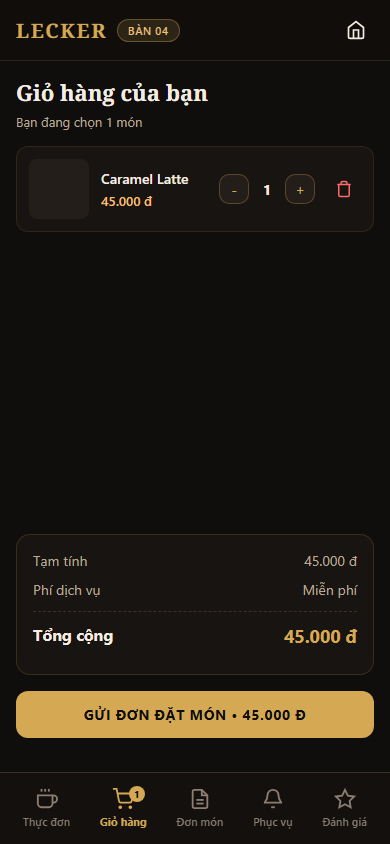 LECKER BÀN 04
Giỏ hàng của bạn
Bạn đang chọn 1 món
Caramel Latte
45.000 đ
- 1 +
Tạm tính 45.000 đ
Phí dịch vụ Miễn phí
Tổng cộng 45.000 đ
GỬI ĐƠN ĐẶT MÓN • 45.000 Đ
1
Thực đơn Giỏ hàng Đơn món Phục vụ Đánh giá